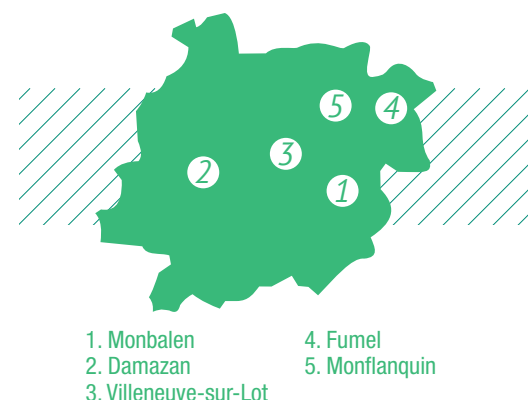 5
4
3
2
1
1. Monbalen
2. Damazan
3. Villeneuve-sur-Lot
4. Fumel
5. Monflanquin